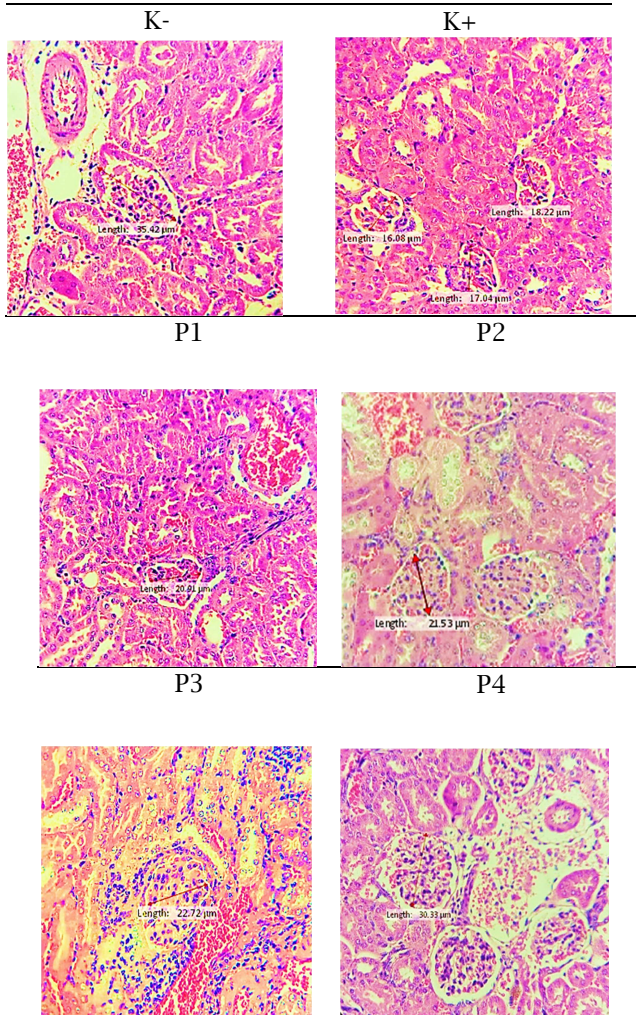 K-
K+
Length: 35.42 µm
Length: 18.22 µm
Length: 16.08 µm
Length: 17.04 µm
P1
P2
Length: 20.91 µm
Length: 21.53 µm
P3
P4
Length: 22.72 µm
Length: 30.33 µm